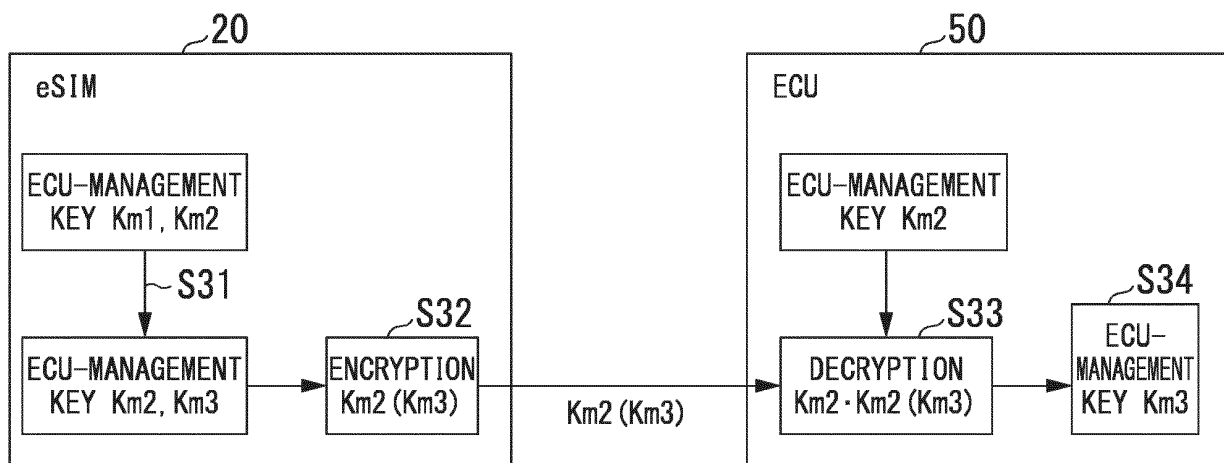 20
50
eSIM
ECU
ECU-MANAGEMENT
KEY Km1, Km2
ECU-MANAGEMENT
KEY Km2
S31
S32
S33
S34
ECU-MANAGEMENT
KEY Km2, Km3
ENCRYPTION
Km2(Km3)
Km2(Km3)
DECRYPTION
Km2·Km2(Km3)
ECU-
MANAGEMENT
KEY Km3